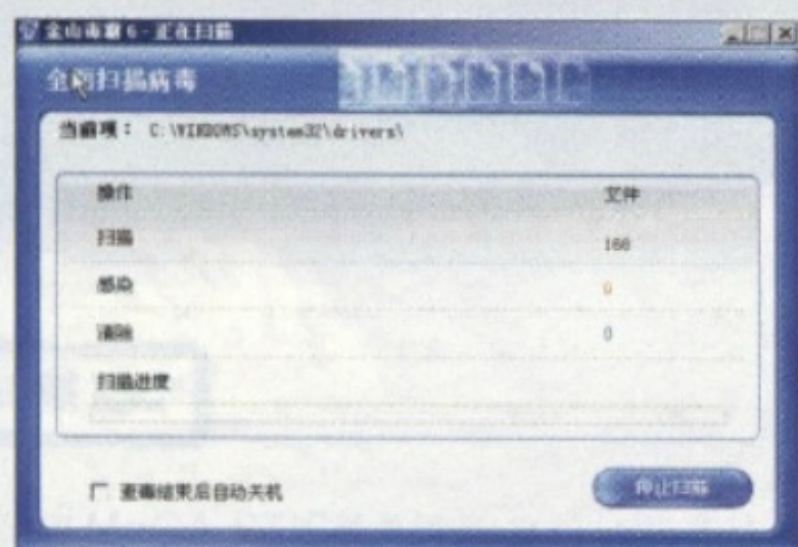 金山毒霸 6 - 正在扫描
全面扫描病毒
当前项： C:\WINDOWS\system32\drivers\
操作 文件
扫描 168
感染 0
清除 0
扫描进度
查毒结束后自动关机
停止扫描